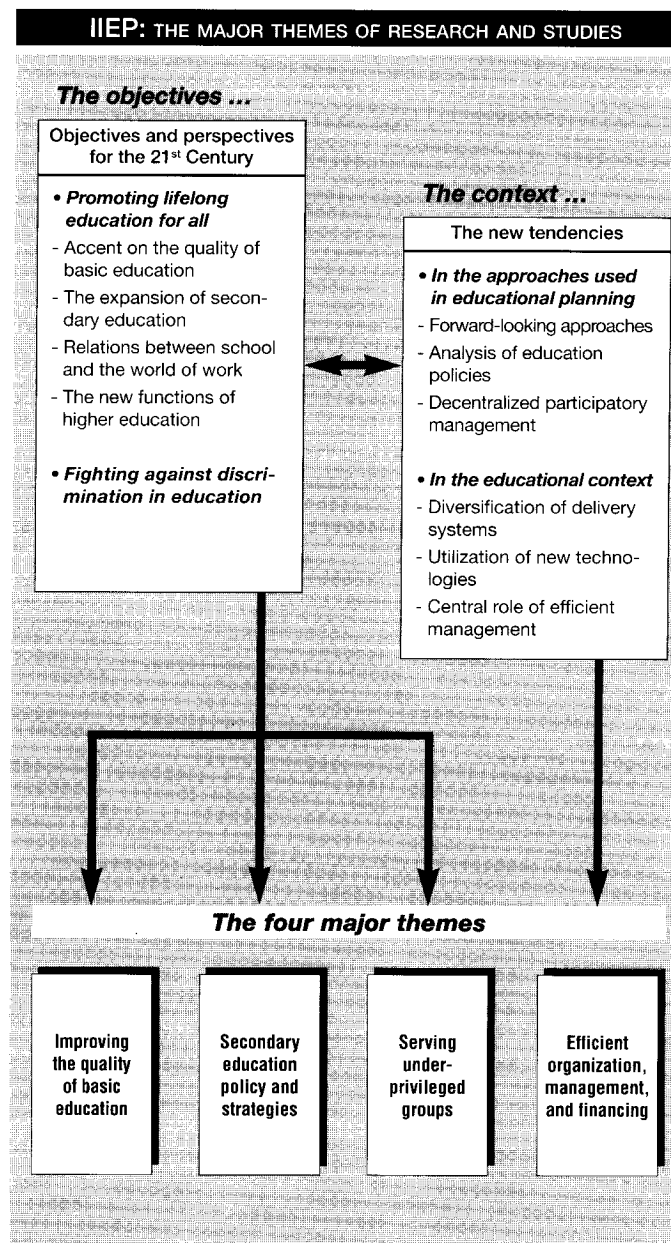 IIEP: THE MAJOR THEMES OF RESEARCH AND STUDIES
The objectives ...
Objectives and perspectives
for the 21st Century
• Promoting lifelong
education for all
- Accent on the quality of
basic education
- The expansion of secon-
dary education
- Relations between school
and the world of work
- The new functions of
higher education
• Fighting against discri-
mination in education
The context ...
The new tendencies
• In the approaches used
in educational planning
- Forward-looking approaches
- Analysis of education
policies
- Decentralized participatory
management
• In the educational context
- Diversification of delivery
systems
- Utilization of new techno-
logies
- Central role of efficient
management
The four major themes
Improving
the quality
of basic
education
Secondary
education
policy and
strategies
Serving
under-
privileged
groups
Efficient
organization,
management,
and financing